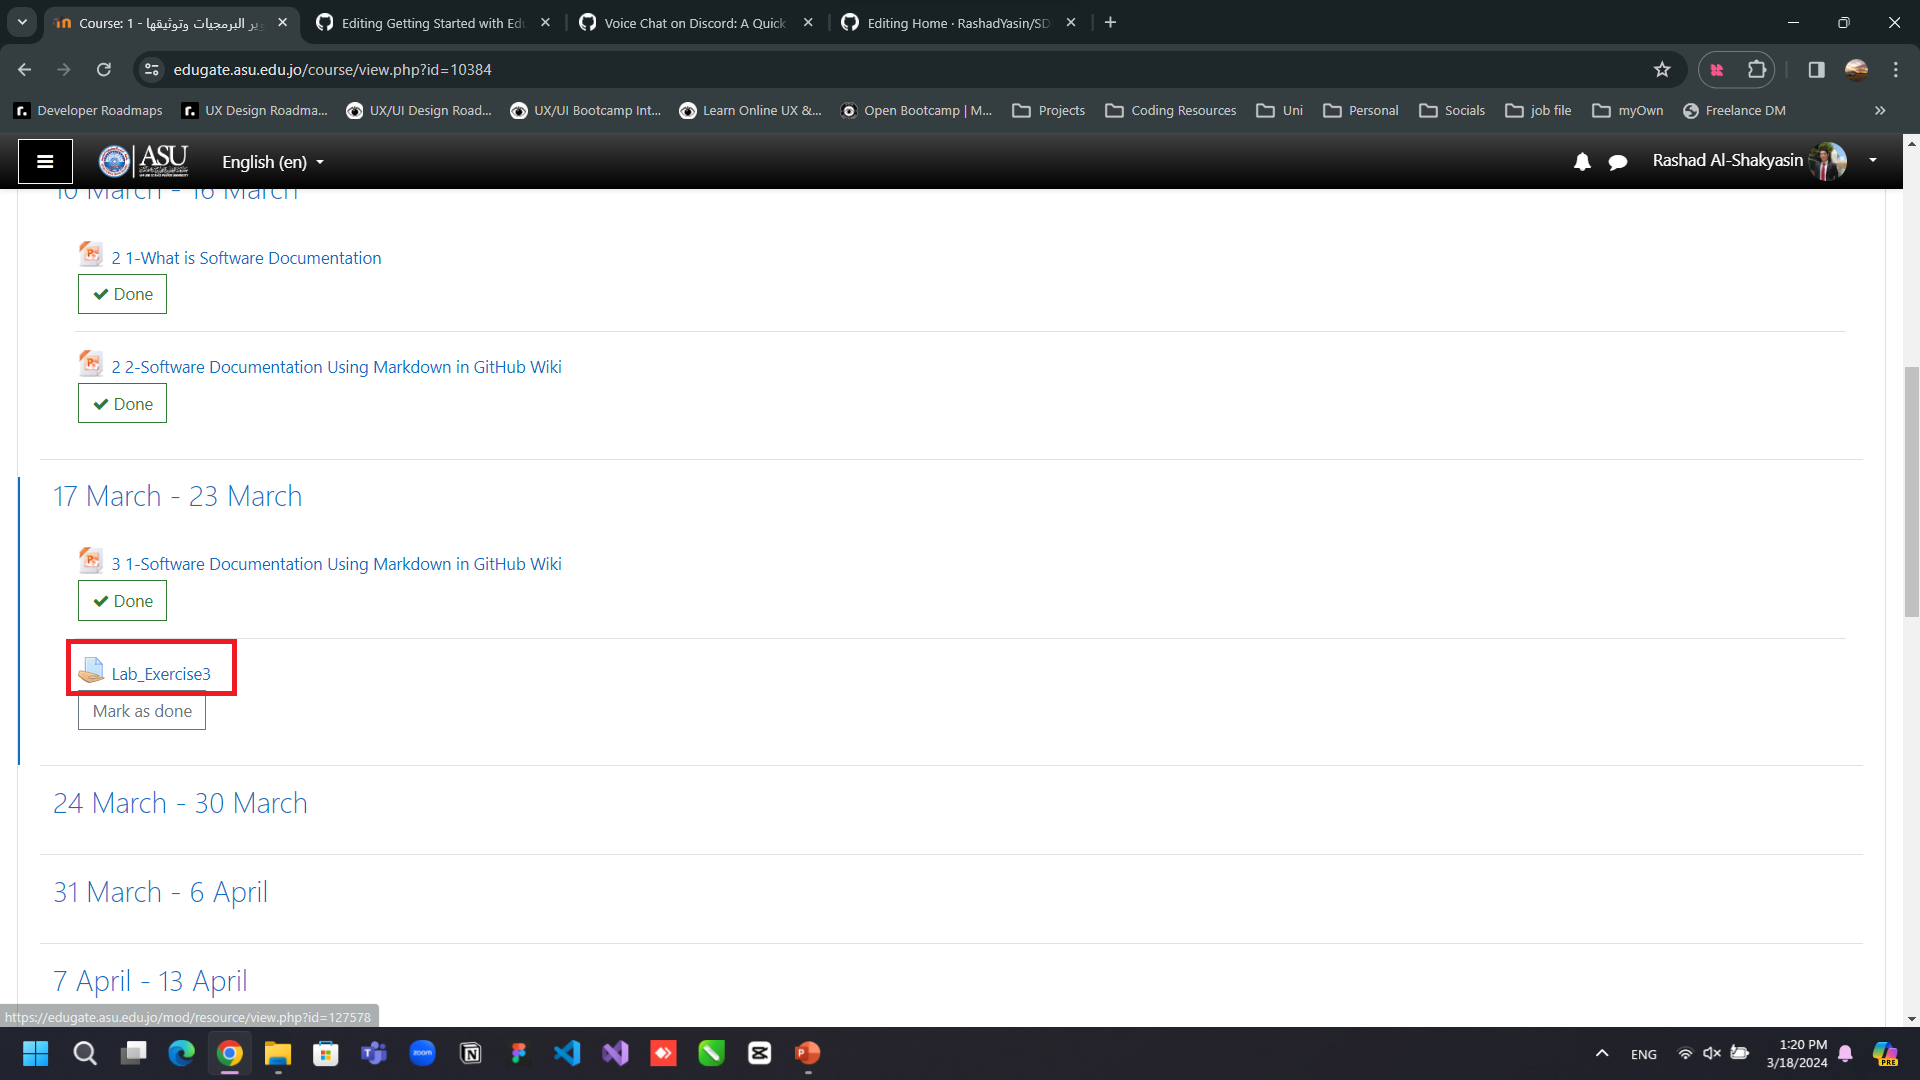 Course: 1 - وير البرمجيات وتوثيقها
Editing Getting Started with Edu
Voice Chat on Discord: A Quick
Editing Home · RashadYasin/SD
edugate.asu.edu.jo/course/view.php?id=10384
Developer Roadmaps
UX Design Roadma...
UX/UI Design Road...
UX/UI Bootcamp Int...
Learn Online UX &...
Open Bootcamp | M...
Projects
Coding Resources
Uni
Personal
Socials
job file
myOwn
Freelance DM
ASU
English (en)
Rashad Al-Shakyasin
10 March - 16 March
2 1-What is Software Documentation
Done
2 2-Software Documentation Using Markdown in GitHub Wiki
Done
17 March - 23 March
3 1-Software Documentation Using Markdown in GitHub Wiki
Done
Lab_Exercise3
Mark as done
24 March - 30 March
31 March - 6 April
7 April - 13 April
https://edugate.asu.edu.jo/mod/resource/view.php?id=127578
zoom
ENG
1:20 PM
3/18/2024
PRE